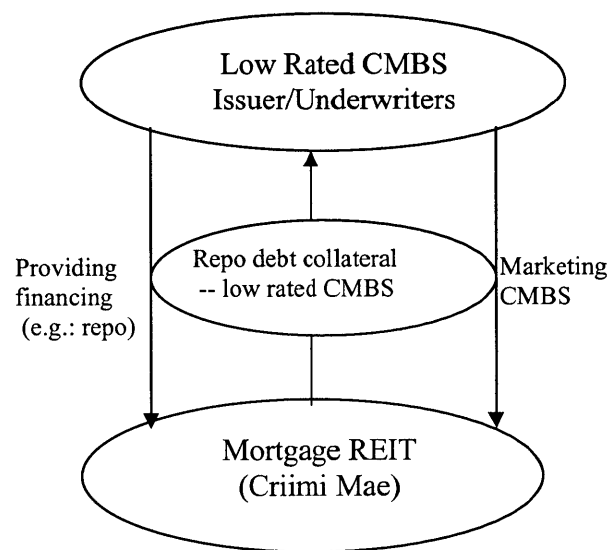 Low Rated CMBS
Issuer/Underwriters
Providing
financing
(e.g.: repo)
Repo debt collateral
-- low rated CMBS
Marketing
CMBS
Mortgage REIT
(Criimi Mae)